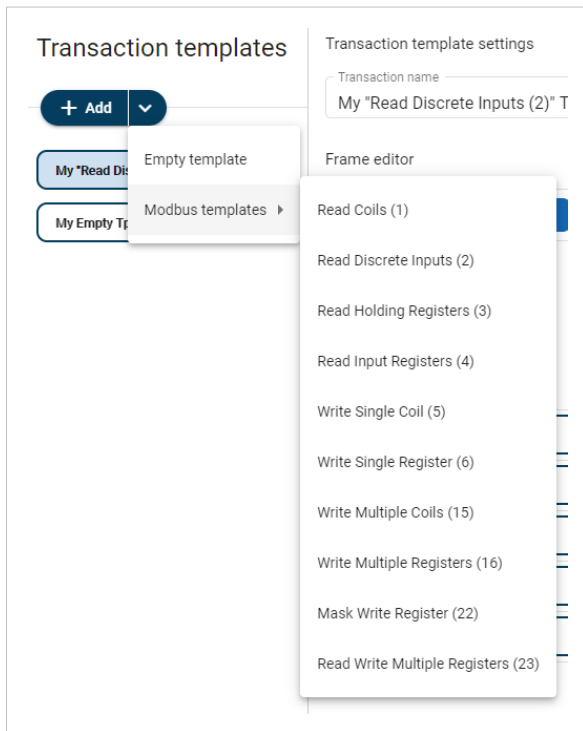 Transaction templates
Transaction template settings
Transaction name
My "Read Discrete Inputs (2)" T
+ Add
Empty template
Frame editor
My "Read Dis
Modbus templates
My Empty Tp
Read Coils (1)
Read Discrete Inputs (2)
Read Holding Registers (3)
Read Input Registers (4)
Write Single Coil (5)
Write Single Register (6)
Write Multiple Coils (15)
Write Multiple Registers (16)
Mask Write Register (22)
Read Write Multiple Registers (23)